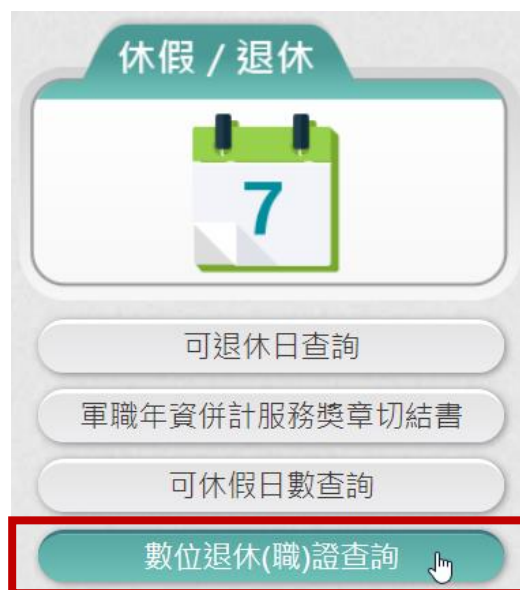 休假 / 退休
7
可退休日查詢
軍職年資併計服務獎章切結書
可休假日數查詢
數位退休(職)證查詢